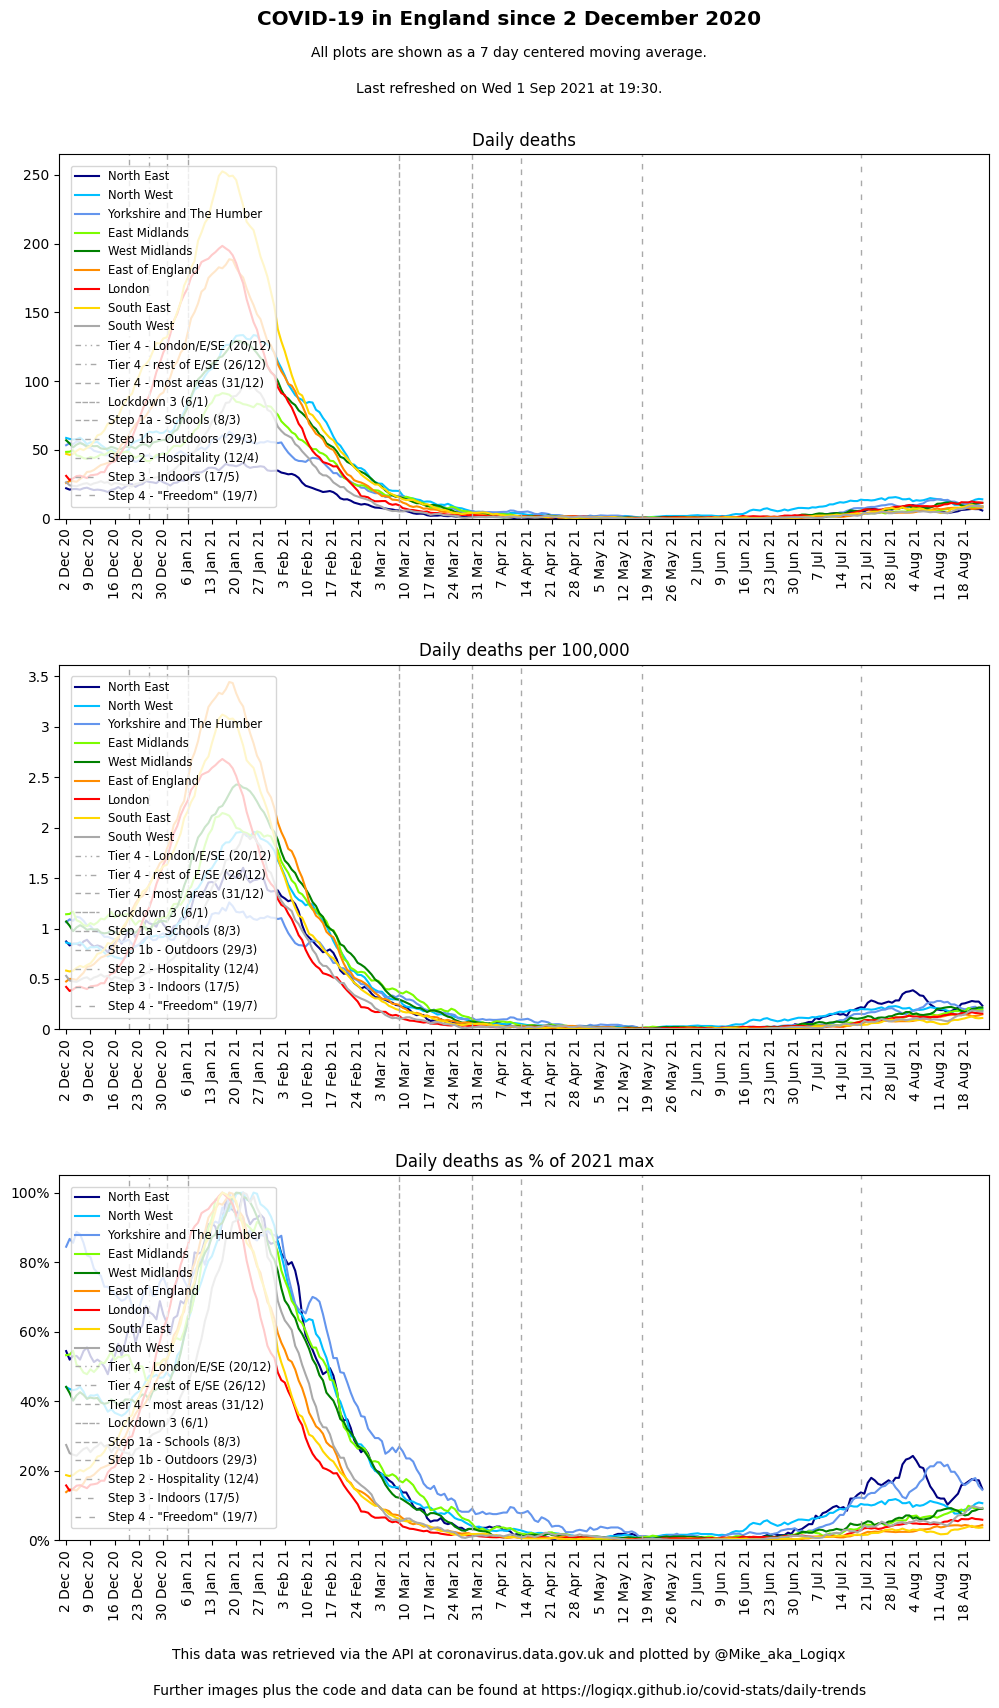 COVID-19 in England since 2 December 2020
All plots are shown as a 7 day centered moving average.
Last refreshed on Wed 1 Sep 2021 at 19:30.
Daily deaths
250
200
150
100
50
0
North East
North West
Yorkshire and The Humber
East Midlands
West Midlands
East of England
London
South East
South West
Tier 4 - London/E/SE (20/12)
Tier 4 - rest of E/SE (26/12)
Tier 4 - most areas (31/12)
Lockdown 3 (6/1)
Step 1a - Schools (8/3)
Step 1b - Outdoors (29/3)
Step 2 - Hospitality (12/4)
Step 3 - Indoors (17/5)
Step 4 - "Freedom" (19/7)
2 Dec 20
9 Dec 20
16 Dec 20
23 Dec 20
30 Dec 20
6 Jan 21
13 Jan 21
20 Jan 21
27 Jan 21
3 Feb 21
10 Feb 21
17 Feb 21
24 Feb 21
3 Mar 21
10 Mar 21
17 Mar 21
24 Mar 21
31 Mar 21
7 Apr 21
14 Apr 21
21 Apr 21
28 Apr 21
5 May 21
12 May 21
19 May 21
26 May 21
2 Jun 21
9 Jun 21
16 Jun 21
23 Jun 21
30 Jun 21
7 Jul 21
14 Jul 21
21 Jul 21
28 Jul 21
4 Aug 21
11 Aug 21
18 Aug 21
Daily deaths per 100,000
3.5
3
2.5
2
1.5
1
0.5
0
North East
North West
Yorkshire and The Humber
East Midlands
West Midlands
East of England
London
South East
South West
Tier 4 - London/E/SE (20/12)
Tier 4 - rest of E/SE (26/12)
Tier 4 - most areas (31/12)
Lockdown 3 (6/1)
Step 1a - Schools (8/3)
Step 1b - Outdoors (29/3)
Step 2 - Hospitality (12/4)
Step 3 - Indoors (17/5)
Step 4 - "Freedom" (19/7)
2 Dec 20
9 Dec 20
16 Dec 20
23 Dec 20
30 Dec 20
6 Jan 21
13 Jan 21
20 Jan 21
27 Jan 21
3 Feb 21
10 Feb 21
17 Feb 21
24 Feb 21
3 Mar 21
10 Mar 21
17 Mar 21
24 Mar 21
31 Mar 21
7 Apr 21
14 Apr 21
21 Apr 21
28 Apr 21
5 May 21
12 May 21
19 May 21
26 May 21
2 Jun 21
9 Jun 21
16 Jun 21
23 Jun 21
30 Jun 21
7 Jul 21
14 Jul 21
21 Jul 21
28 Jul 21
4 Aug 21
11 Aug 21
18 Aug 21
Daily deaths as % of 2021 max
100%
80%
60%
40%
20%
0%
North East
North West
Yorkshire and The Humber
East Midlands
West Midlands
East of England
London
South East
South West
Tier 4 - London/E/SE (20/12)
Tier 4 - rest of E/SE (26/12)
Tier 4 - most areas (31/12)
Lockdown 3 (6/1)
Step 1a - Schools (8/3)
Step 1b - Outdoors (29/3)
Step 2 - Hospitality (12/4)
Step 3 - Indoors (17/5)
Step 4 - "Freedom" (19/7)
2 Dec 20
9 Dec 20
16 Dec 20
23 Dec 20
30 Dec 20
6 Jan 21
13 Jan 21
20 Jan 21
27 Jan 21
3 Feb 21
10 Feb 21
17 Feb 21
24 Feb 21
3 Mar 21
10 Mar 21
17 Mar 21
24 Mar 21
31 Mar 21
7 Apr 21
14 Apr 21
21 Apr 21
28 Apr 21
5 May 21
12 May 21
19 May 21
26 May 21
2 Jun 21
9 Jun 21
16 Jun 21
23 Jun 21
30 Jun 21
7 Jul 21
14 Jul 21
21 Jul 21
28 Jul 21
4 Aug 21
11 Aug 21
18 Aug 21
This data was retrieved via the API at coronavirus.data.gov.uk and plotted by @Mike_aka_Logiqx
Further images plus the code and data can be found at https://logiqx.github.io/covid-stats/daily-trends